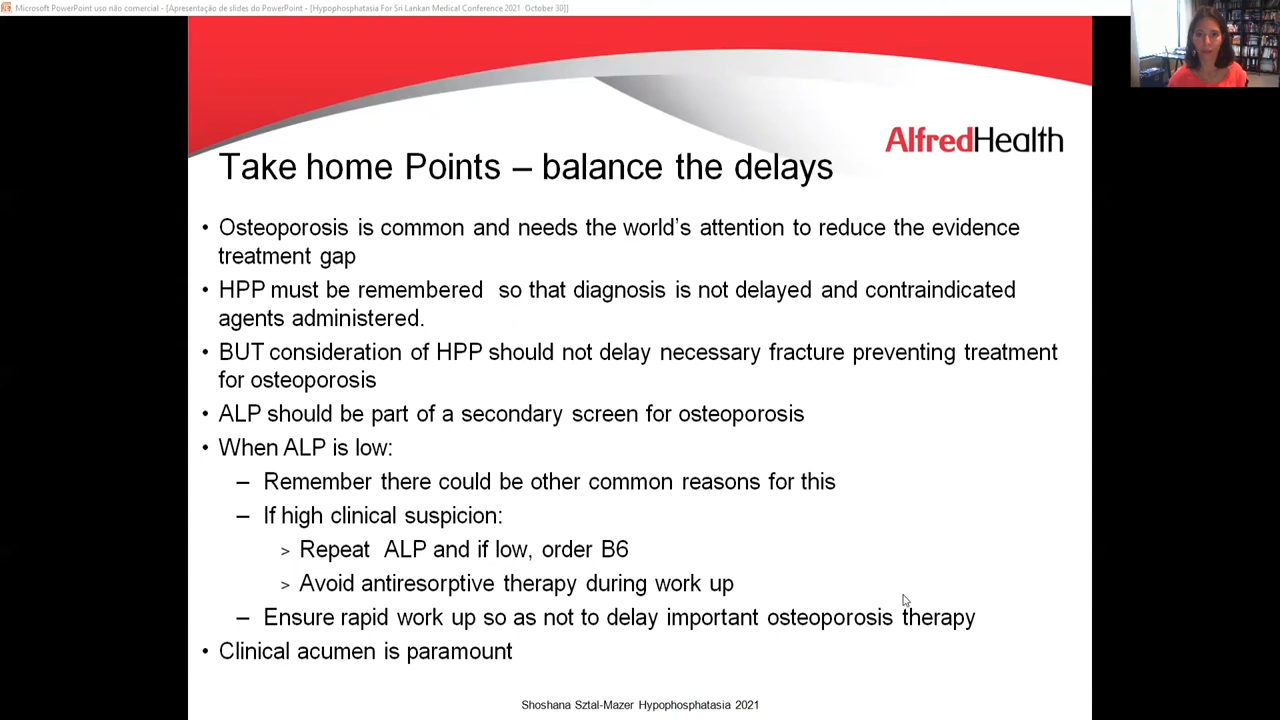 Microsoft PowerPoint uso não comercial - [Apresentação de slides do PowerPoint - [Hypophosphatasia For Sri Lankan Medical Conference 2021 October 30]]
AlfredHealth
Take home Points – balance the delays
• Osteoporosis is common and needs the world's attention to reduce the evidence
treatment gap
• HPP must be remembered so that diagnosis is not delayed and contraindicated
agents administered.
• BUT consideration of HPP should not delay necessary fracture preventing treatment
for osteoporosis
• ALP should be part of a secondary screen for osteoporosis
• When ALP is low:
– Remember there could be other common reasons for this
– If high clinical suspicion:
> Repeat ALP and if low, order B6
> Avoid antiresorptive therapy during work up
– Ensure rapid work up so as not to delay important osteoporosis therapy
• Clinical acumen is paramount
Shoshana Sztal-Mazer Hypophosphatasia 2021